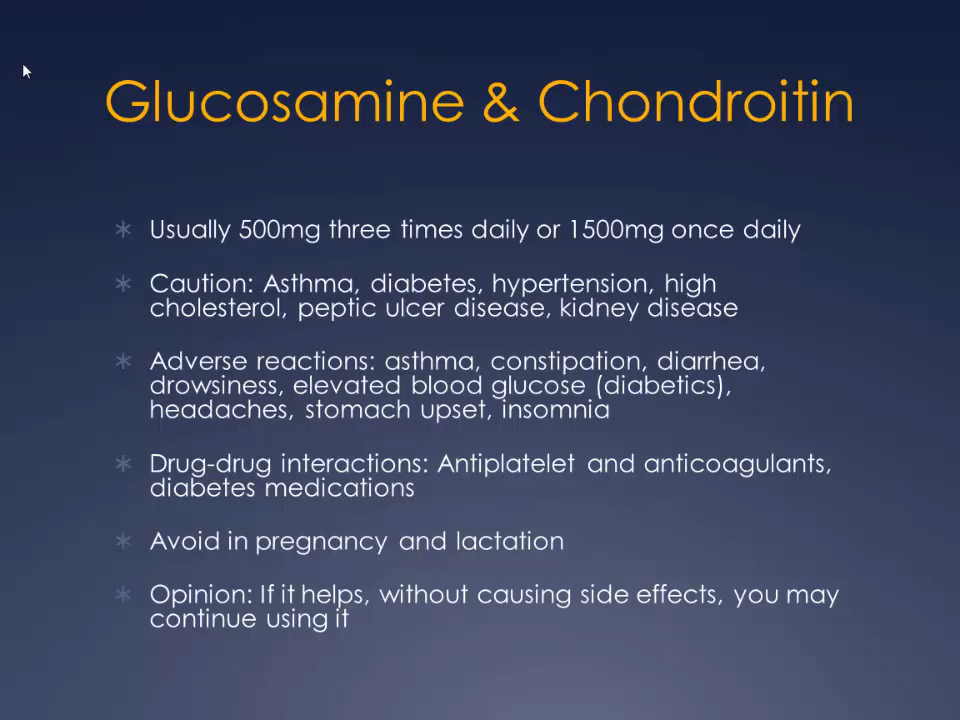 Glucosamine & Chondroitin
Usually 500mg three times daily or 1500mg once daily
Caution: Asthma, diabetes, hypertension, high
cholesterol, peptic ulcer disease, kidney disease
Adverse reactions: asthma, constipation, diarrhea,
drowsiness, elevated blood glucose (diabetics),
headaches, stomach upset, insomnia
Drug-drug interactions: Antiplatelet and anticoagulants,
diabetes medications
Avoid in pregnancy and lactation
Opinion: If it helps, without causing side effects, you may
continue using it